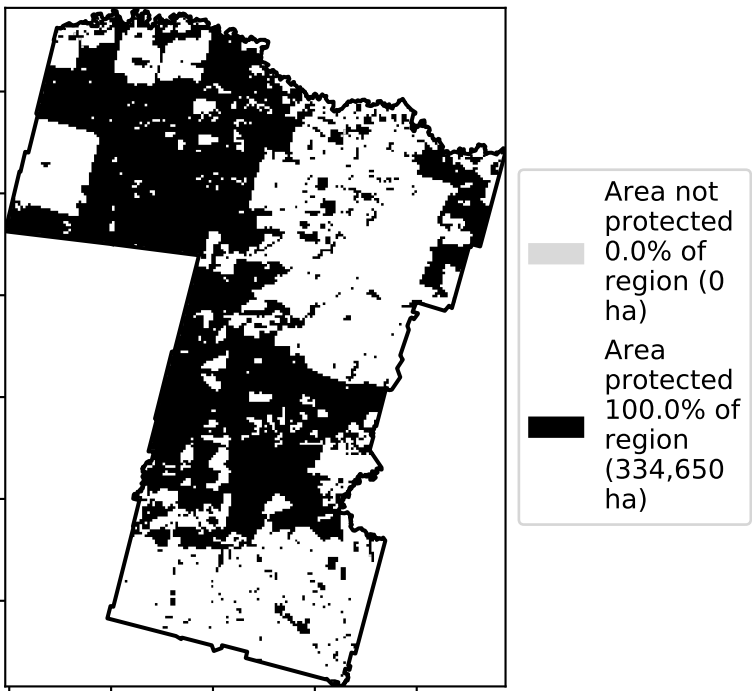 Area not
protected
0.0% of
region (0
ha)
Area
protected
100.0% of
region
(334,650
ha)